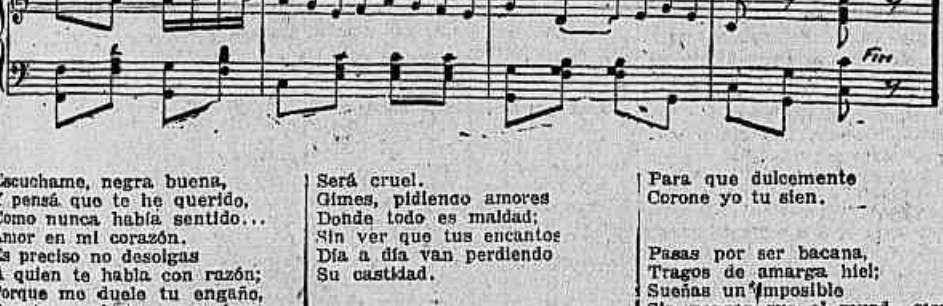 Fin
Escuchame, negra buena,
Y pensá que te he querido,
Como nunca había sentido...
Amor en mi corazón.
Es preciso no desoigas
A quien te habla con razón;
Porque me duele tu engaño,
Será cruel.
Gimes, pidiendo amores
Donde todo es maldad;
Sin ver que tus encantos
Día a día van perdiendo
Su castidad.
Para que dulcemente
Corone yo tu sien.
Pasas por ser bacana,
Tragos de amarga hiel;
Sueñas un imposible